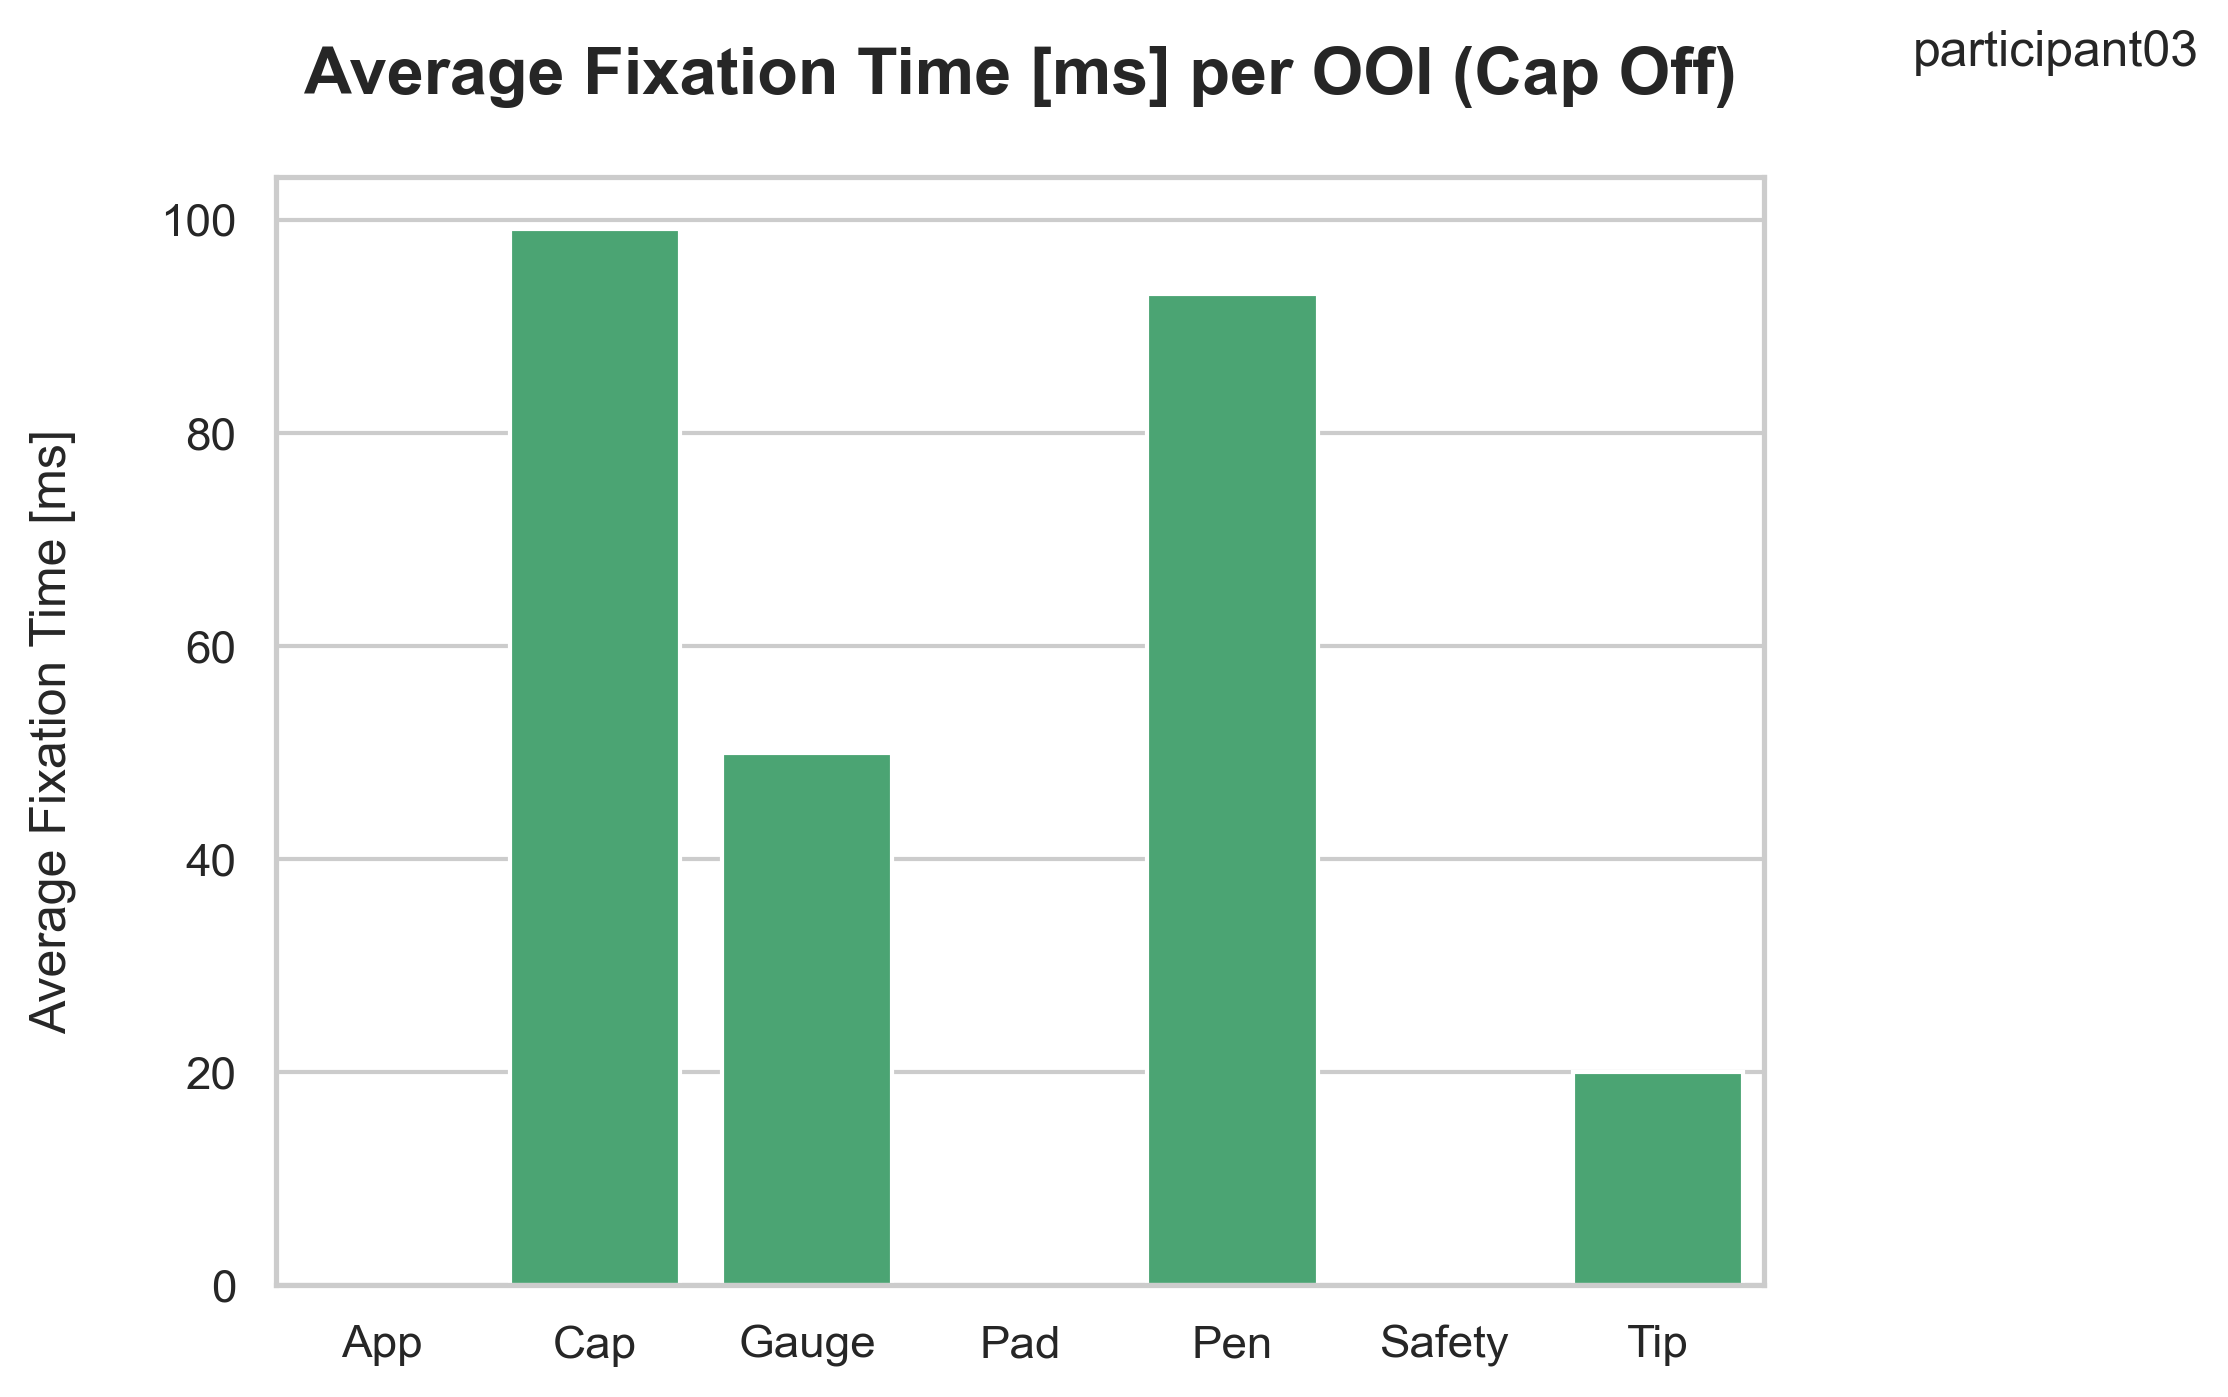 participant03
Average Fixation Time [ms] per OOI (Cap Off)
Average Fixation Time [ms]
100
80
60
40
20
0
App Cap Gauge Pad Pen Safety Tip